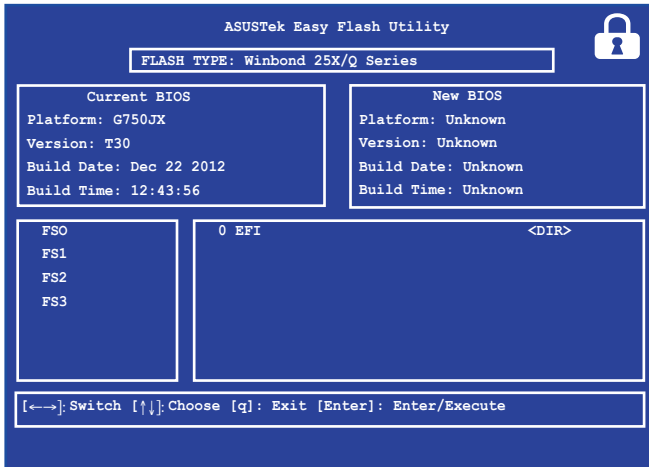 ASUSTek Easy Flash Utility
FLASH TYPE: Winbond 25X/Q Series
Current BIOS
Platform: G750JX
Version: T30
Build Date: Dec 22 2012
Build Time: 12:43:56
New BIOS
Platform: Unknown
Version: Unknown
Build Date: Unknown
Build Time: Unknown
FSO
FS1
FS2
FS3
0 EFI <DIR>
[←→]: Switch [↑↓]: Choose [q]: Exit [Enter]: Enter/Execute